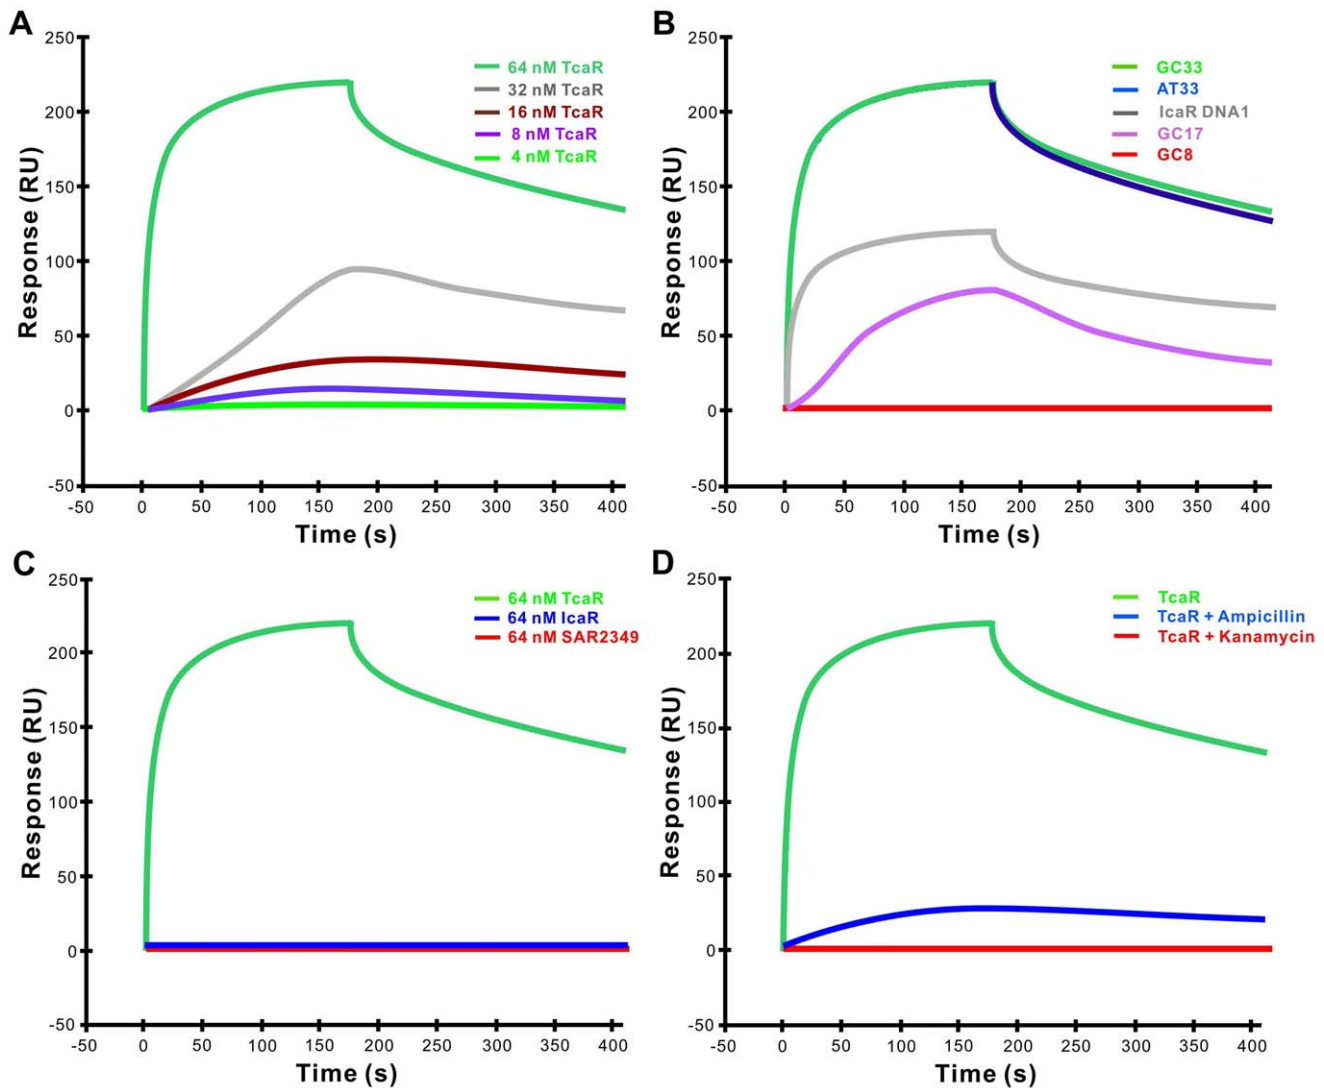 A
250
200
150
100
50
0
-50
Response (RU)
64 nM TcaR
32 nM TcaR
16 nM TcaR
8 nM TcaR
4 nM TcaR
-50 0 50 100 150 200 250 300 350 400
Time (s)
B
250
200
150
100
50
0
-50
Response (RU)
GC33
AT33
IcaR DNA1
GC17
GC8
-50 0 50 100 150 200 250 300 350 400
Time (s)
C
250
200
150
100
50
0
-50
Response (RU)
64 nM TcaR
64 nM IcaR
64 nM SAR2349
-50 0 50 100 150 200 250 300 350 400
Time (s)
D
250
200
150
100
50
0
-50
Response (RU)
TcaR
TcaR + Ampicillin
TcaR + Kanamycin
-50 0 50 100 150 200 250 300 350 400
Time (s)